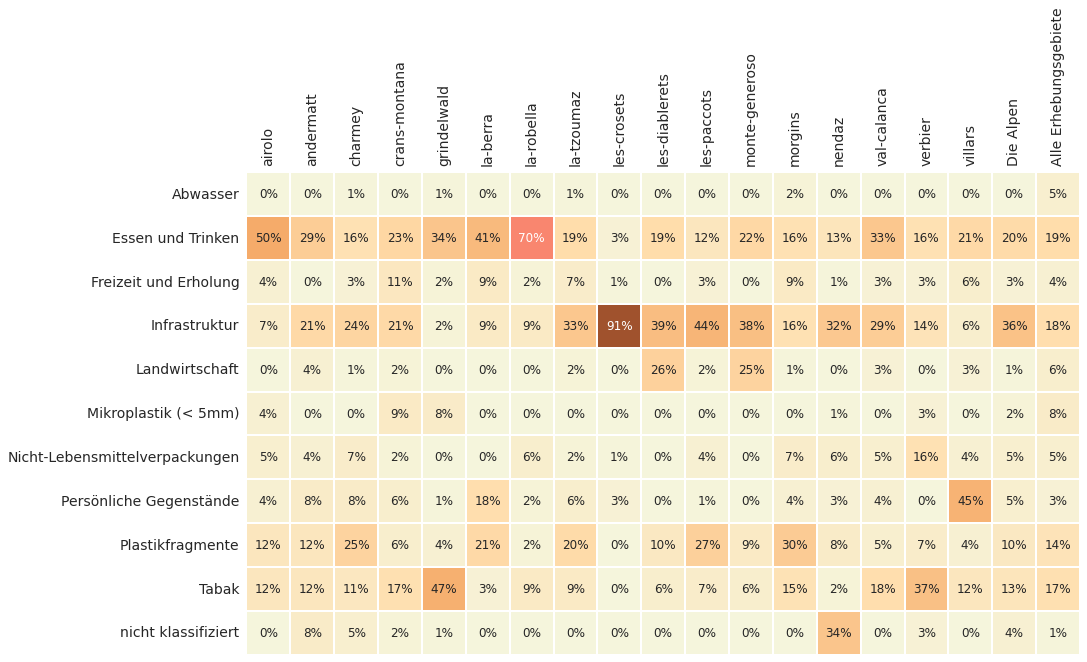 airolo andermatt charmey crans-montana grindelwald la-berra la-robella la-tzoumaz les-crosets les-diablerets les-paccots monte-generoso morgins nendaz val-calanca verbier villars Die Alpen Alle Erhebungsgebiete
Abwasser 0% 0% 1% 0% 1% 0% 0% 1% 0% 0% 0% 0% 2% 0% 0% 0% 0% 0% 5%
Essen und Trinken 50% 29% 16% 23% 34% 41% 70% 19% 3% 19% 12% 22% 16% 13% 33% 16% 21% 20% 19%
Freizeit und Erholung 4% 0% 3% 11% 2% 9% 2% 7% 1% 0% 3% 0% 9% 1% 3% 3% 6% 3% 4%
Infrastruktur 7% 21% 24% 21% 2% 9% 9% 33% 91% 39% 44% 38% 16% 32% 29% 14% 6% 36% 18%
Landwirtschaft 0% 4% 1% 2% 0% 0% 0% 2% 0% 26% 2% 25% 1% 0% 3% 0% 3% 1% 6%
Mikroplastik (< 5mm) 4% 0% 0% 9% 8% 0% 0% 0% 0% 0% 0% 0% 0% 1% 0% 3% 0% 2% 8%
Nicht-Lebensmittelverpackungen 5% 4% 7% 2% 0% 0% 6% 2% 1% 0% 4% 0% 7% 6% 5% 16% 4% 5% 5%
Persönliche Gegenstände 4% 8% 8% 6% 1% 18% 2% 6% 3% 0% 1% 0% 4% 3% 4% 0% 45% 5% 3%
Plastikfragmente 12% 12% 25% 6% 4% 21% 2% 20% 0% 10% 27% 9% 30% 8% 5% 7% 4% 10% 14%
Tabak 12% 12% 11% 17% 47% 3% 9% 9% 0% 6% 7% 6% 15% 2% 18% 37% 12% 13% 17%
nicht klassifiziert 0% 8% 5% 2% 1% 0% 0% 0% 0% 0% 0% 0% 0% 34% 0% 3% 0% 4% 1%